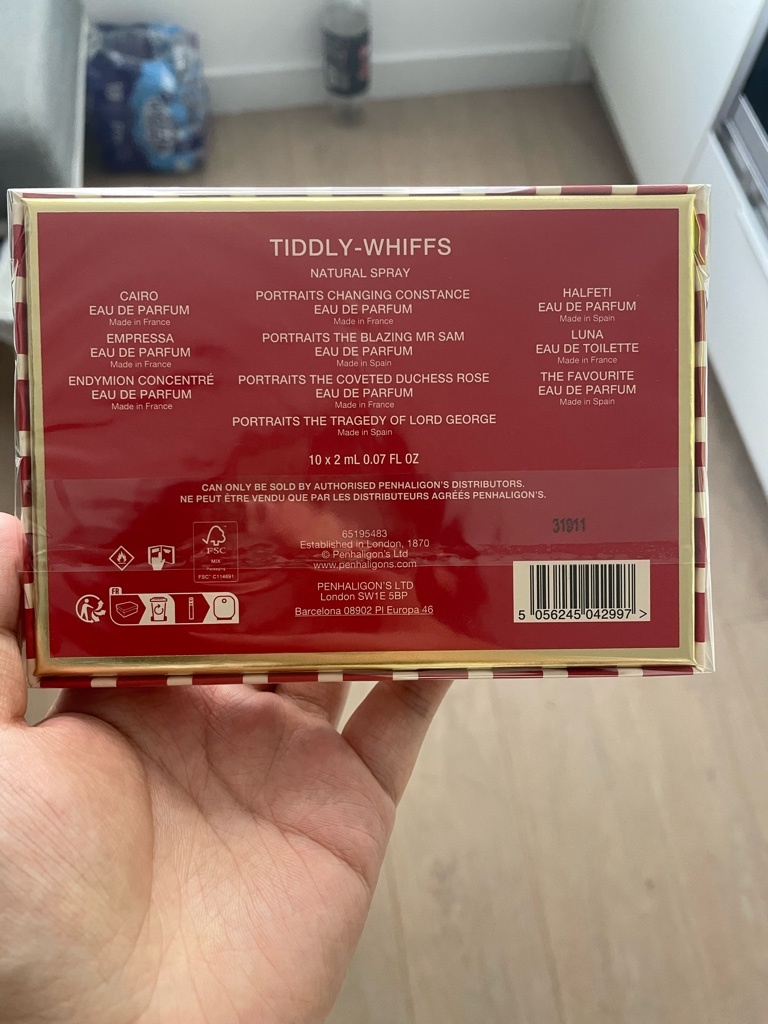 TIDDLY-WHIFFS
NATURAL SPRAY
CAIRO
EAU DE PARFUM
Made in France
EMPRESSA
EAU DE PARFUM
Made in France
ENDYMION CONCENTRÉ
EAU DE PARFUM
Made in France
PORTRAITS CHANGING CONSTANCE
EAU DE PARFUM
Made in France
PORTRAITS THE BLAZING MR SAM
EAU DE PARFUM
Made in Spain
PORTRAITS THE COVETED DUCHESS ROSE
EAU DE PARFUM
Made in France
PORTRAITS THE TRAGEDY OF LORD GEORGE
Made in Spain
HALFETI
EAU DE PARFUM
Made in Spain
LUNA
EAU DE TOILETTE
Made in France
THE FAVOURITE
EAU DE PARFUM
Made in Spain
10 x 2 mL 0.07 FL OZ
CAN ONLY BE SOLD BY AUTHORISED PENHALIGON'S DISTRIBUTORS.
NE PEUT ÊTRE VENDU QUE PAR LES DISTRIBUTEURS AGRÉÉS PENHALIGON'S.
31911
FSC
MIX
Packaging
FSC® C114691
FR
65195483
Established in London, 1870
© Penhaligon's Ltd
www.penhaligons.com
PENHALIGON'S LTD
London SW1E 5BP
Barcelona 08902 Pl Europa 46
5 056245 042997 >